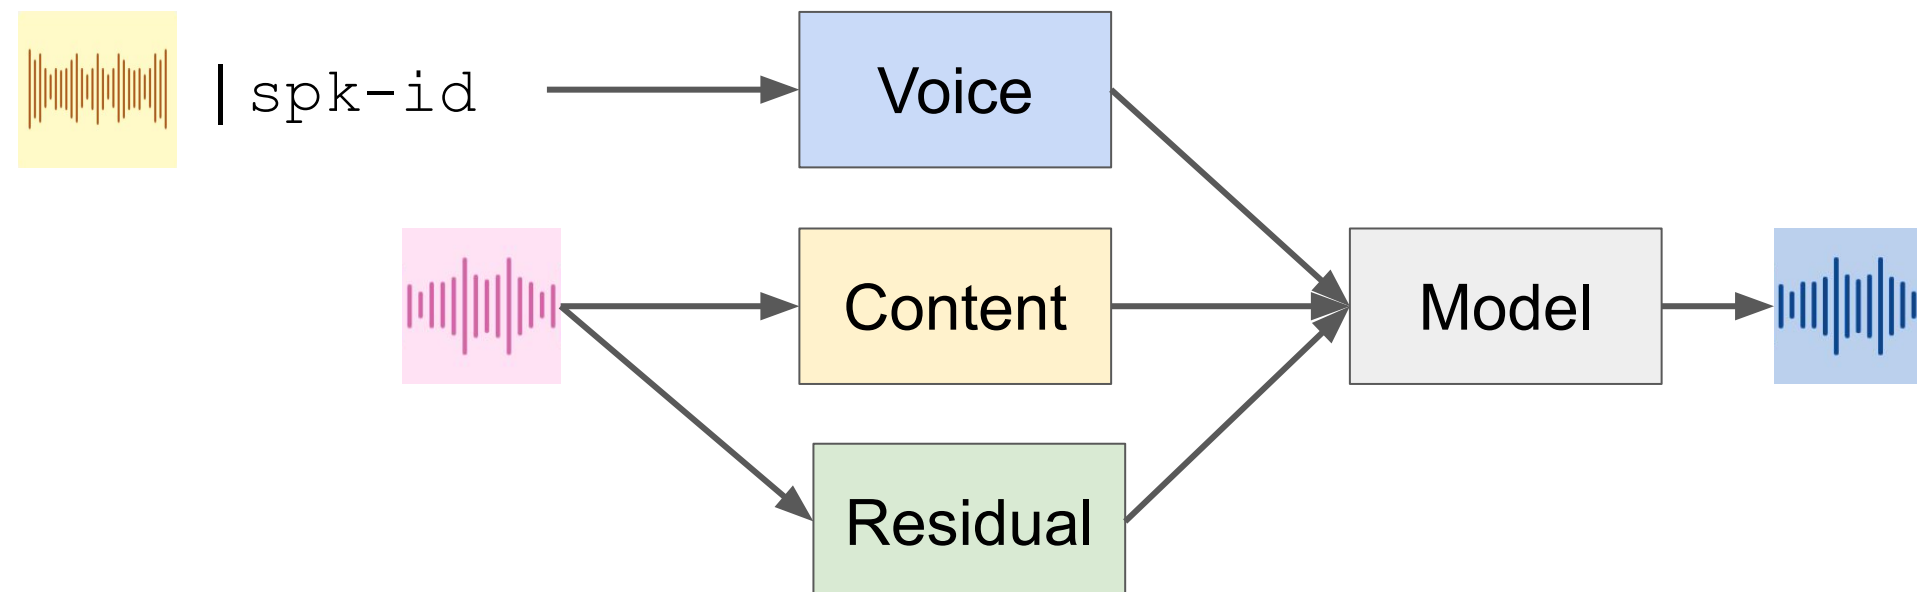 | spk-id
Voice
Content
Model
Residual